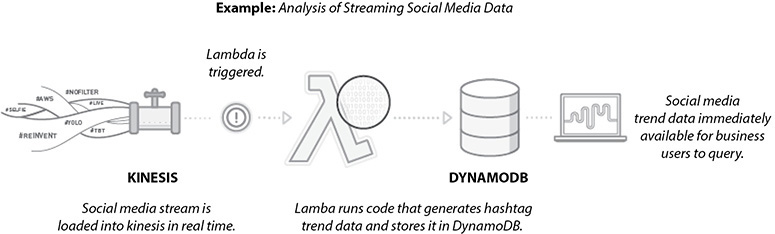 Example: Analysis of Streaming Social Media Data
Lambda is
triggered.
#NOFILTER
#AWS
#LIVE
#SELFIE
#YOLO
#TBT
#REINVENT
Social media
trend data immediately
available for business
users to query.
KINESIS
DYNAMODB
Social media stream is
loaded into kinesis in real time.
Lamba runs code that generates hashtag
trend data and stores it in DynamoDB.